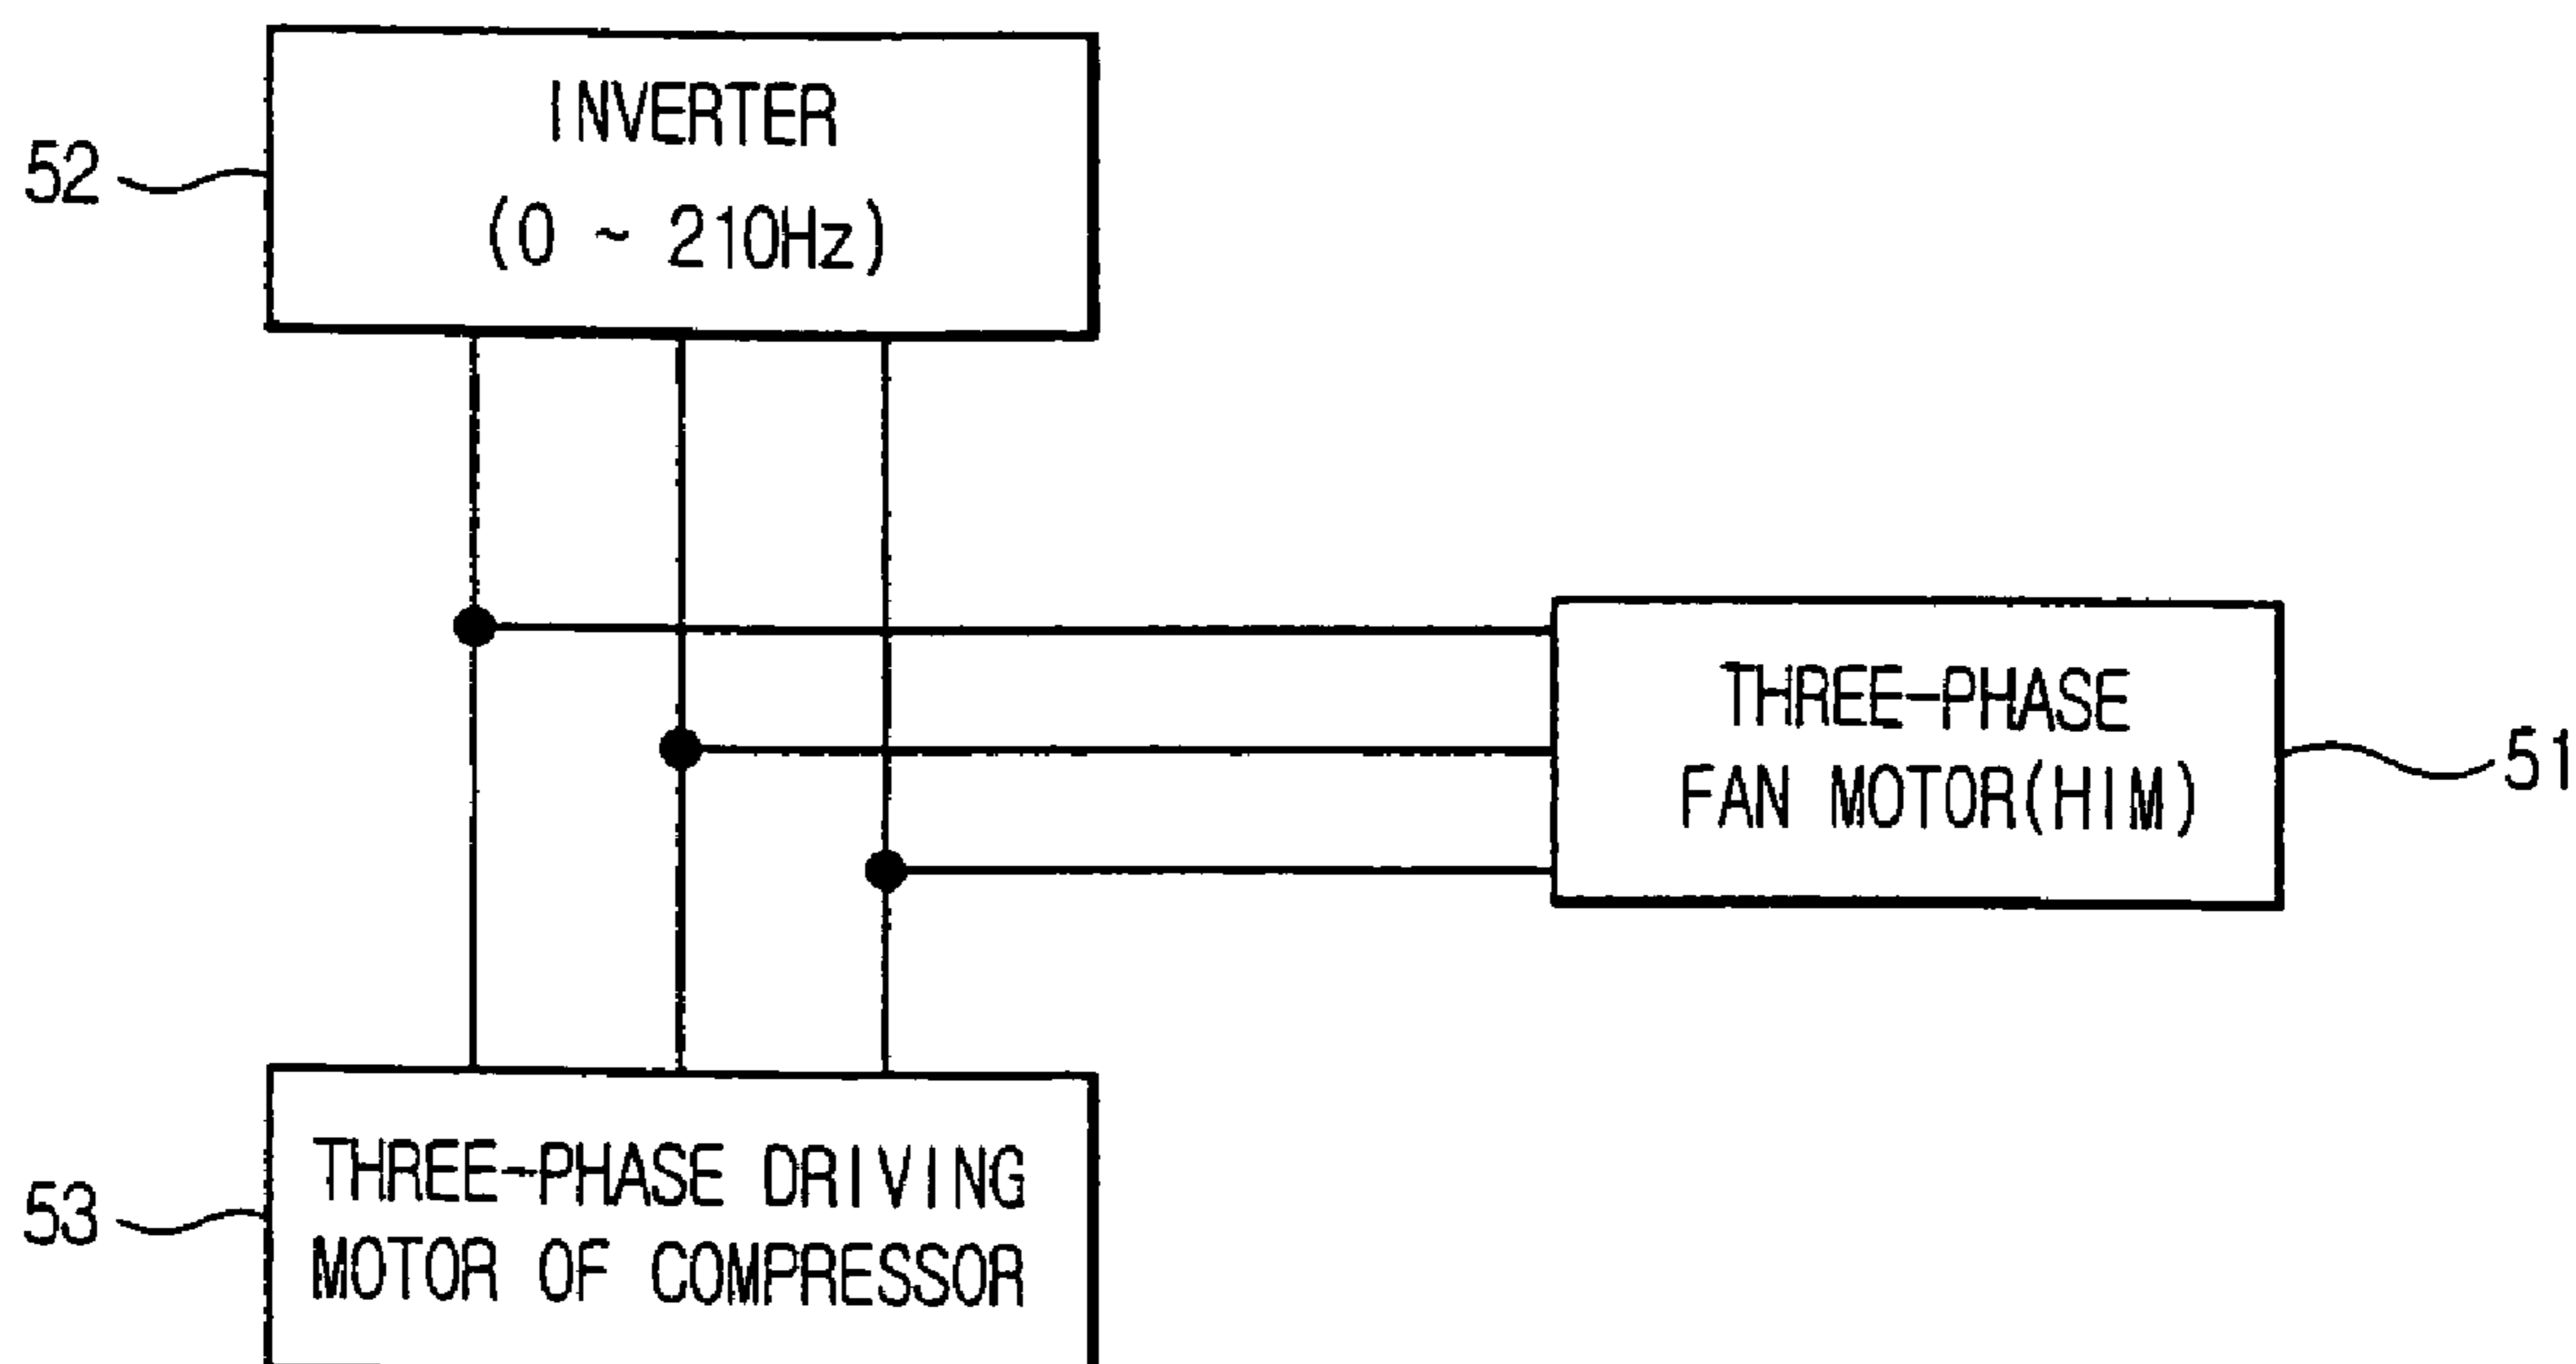 52
INVERTER
(0 ~ 210Hz)
THREE-PHASE
FAN MOTOR(HIM)
51
53
THREE-PHASE DRIVING
MOTOR OF COMPRESSOR